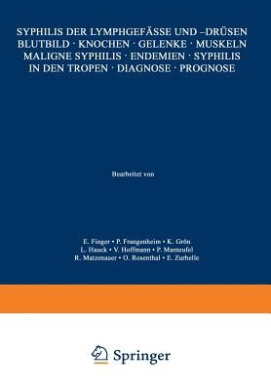 SYPHILIS DER LYMPHGEFÄSSE UND –DRÜSEN
BLUTBILD · KNOCHEN · GELENKE · MUSKELN
MALIGNE SYPHILIS · ENDEMIEN · SYPHILIS
IN DEN TROPEN · DIAGNOSE · PROGNOSE
Bearbeitet von
E. Finger • P. Frangenheim • K. Grön
L. Hauck • V. Hoffmann • P. Manteufel
R. Matzenauer • O. Rosenthal • E. Zurhelle
Springer